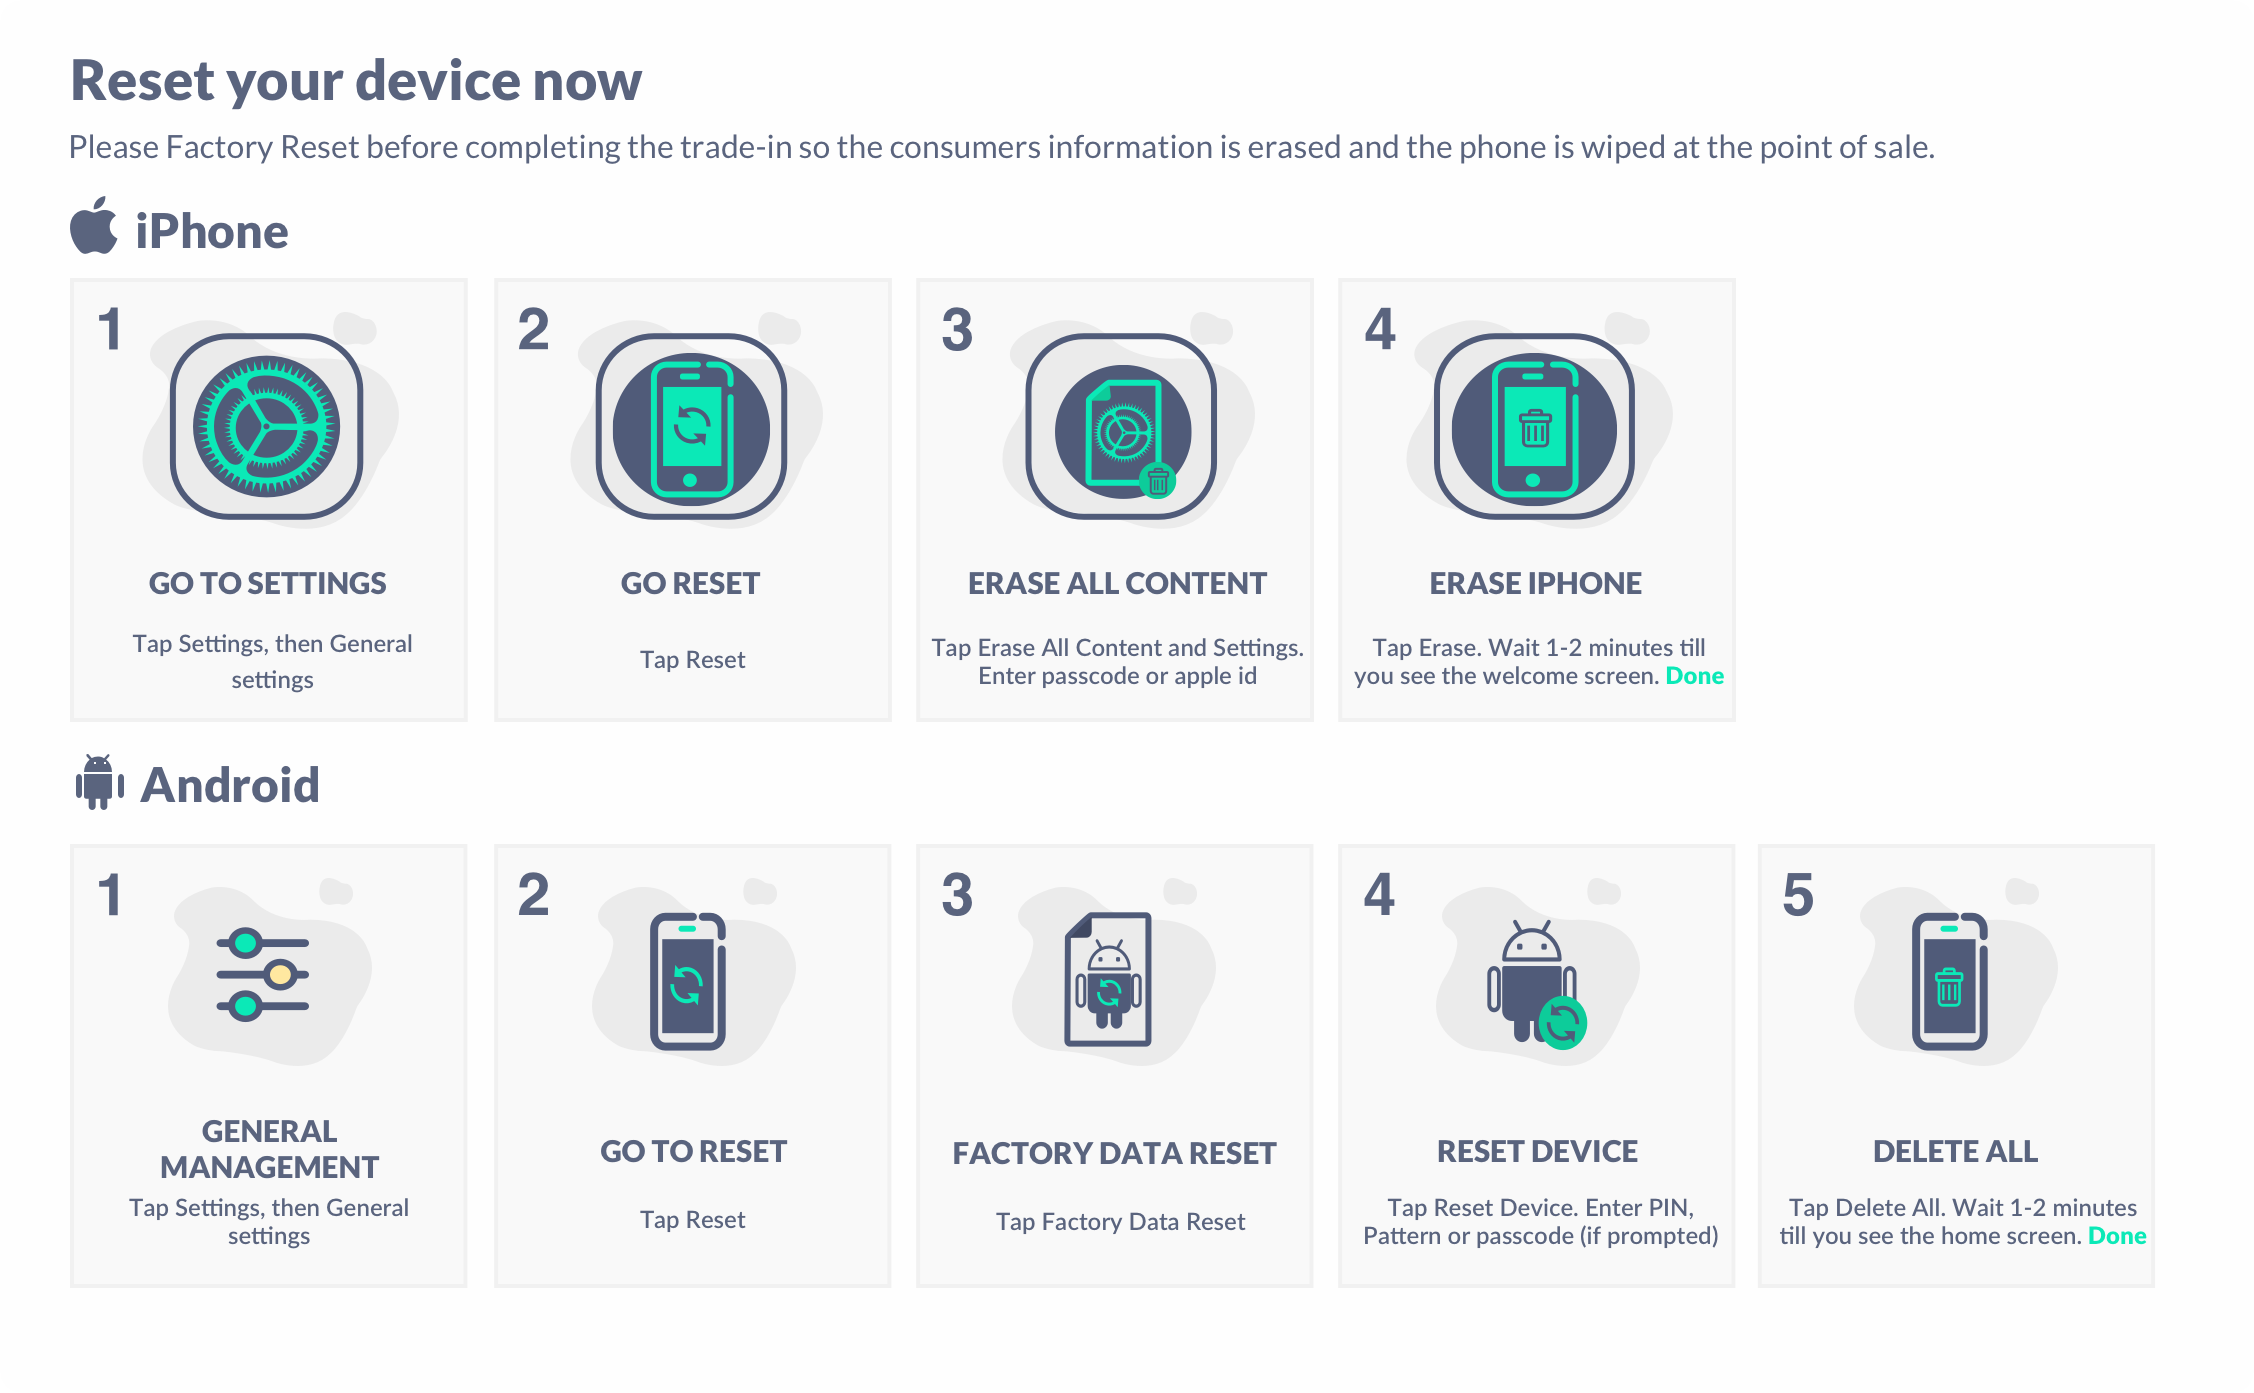 Reset your device now
Please Factory Reset before completing the trade-in so the consumers information is erased and the phone is wiped at the point of sale.
iPhone
1
GO TO SETTINGS
Tap Settings, then General
settings
2
GO RESET
Tap Reset
3
ERASE ALL CONTENT
Tap Erase All Content and Settings.
Enter passcode or apple id
4
ERASE IPHONE
Tap Erase. Wait 1-2 minutes till
you see the welcome screen. Done
Android
1
GENERAL
MANAGEMENT
Tap Settings, then General
settings
2
GO TO RESET
Tap Reset
3
FACTORY DATA RESET
Tap Factory Data Reset
4
RESET DEVICE
Tap Reset Device. Enter PIN,
Pattern or passcode (if prompted)
5
DELETE ALL
Tap Delete All. Wait 1-2 minutes
till you see the home screen. Done